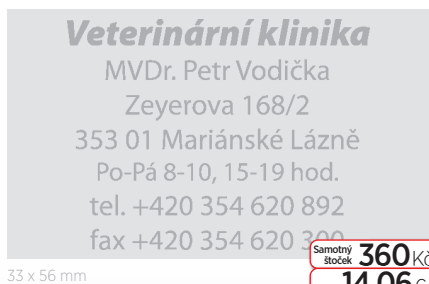 Veterinární klinika
MVDr. Petr Vodička
Zeyerova 168/2
353 01 Mariánské Lázně
Po-Pá 8-10, 15-19 hod.
tel. +420 354 620 892
fax +420 354 620 300
Samotný štoček 360 Kč
33 x 56 mm
14,06